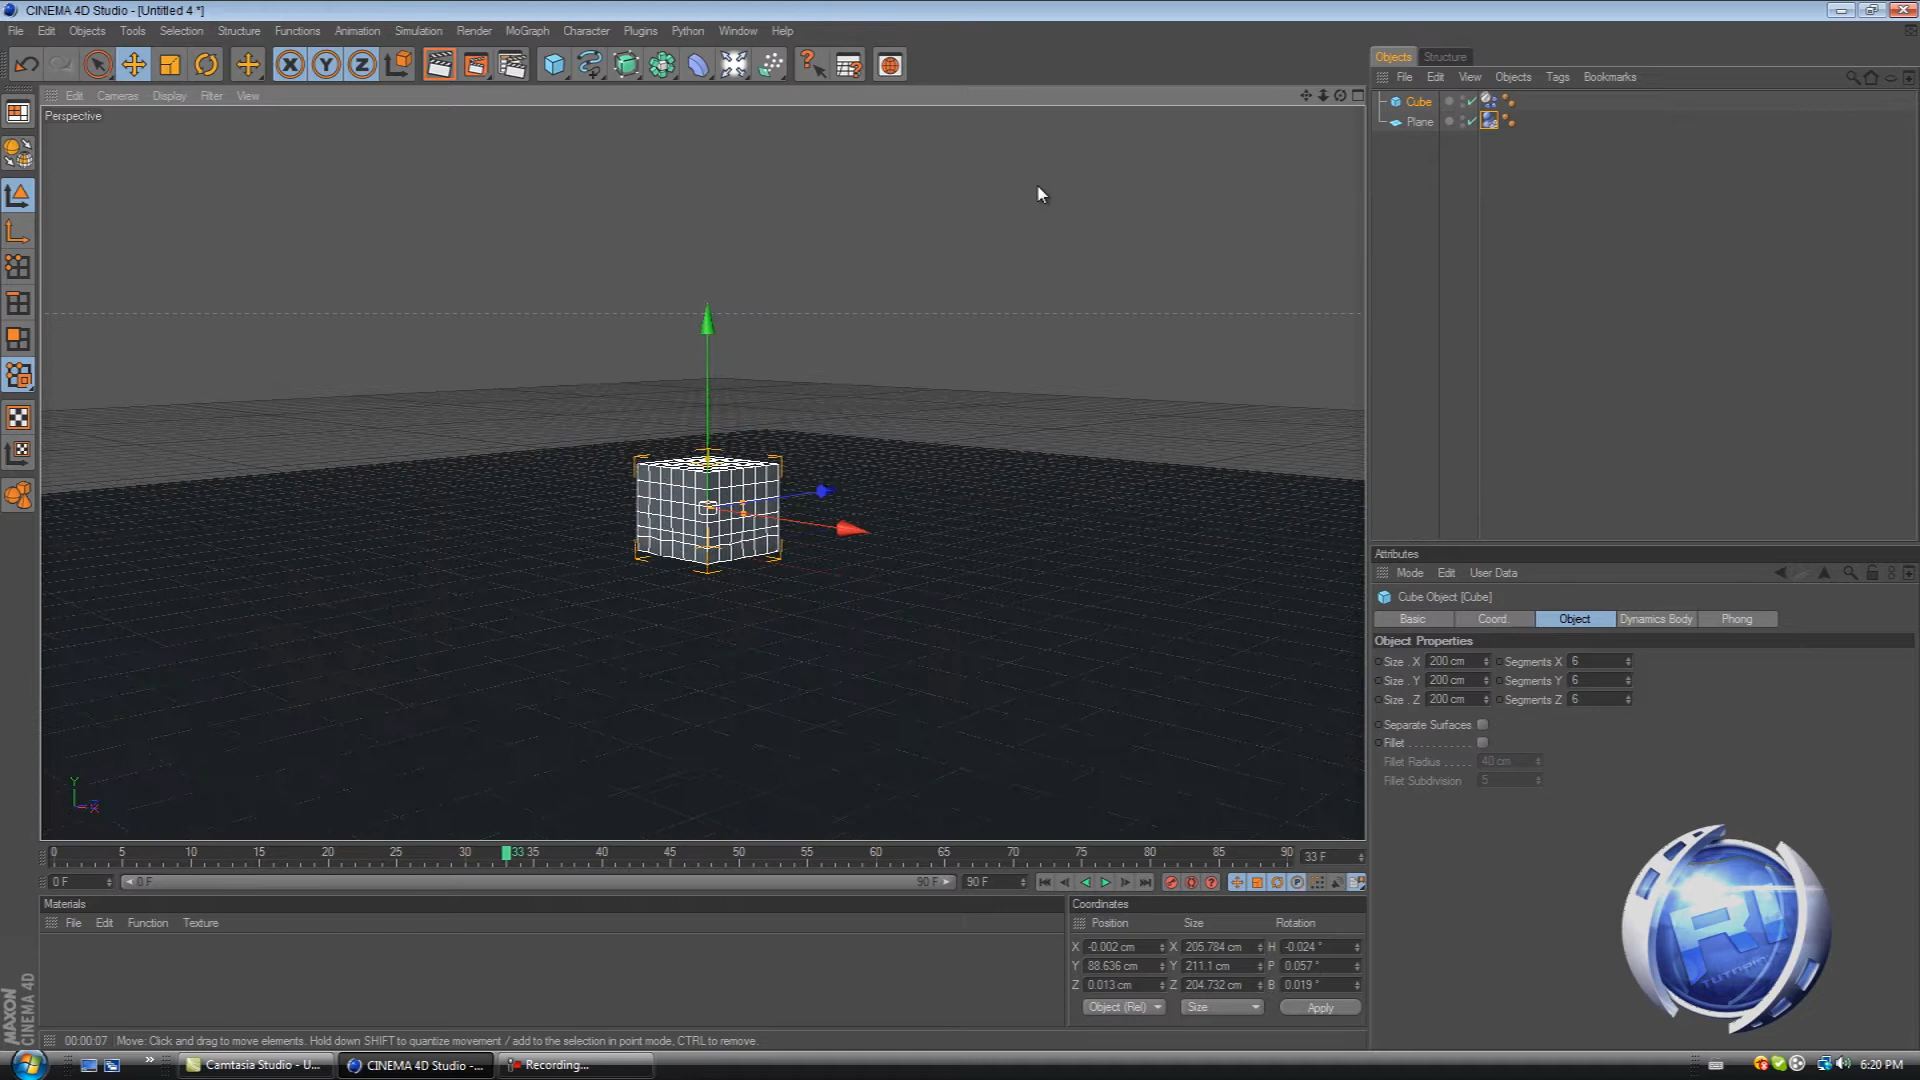 CINEMA 4D Studio - [Untitled 4 *]
File Edit Objects Tools Selection Structure Functions Animation Simulation Render MoGraph Character Plugins Python Window Help
Edit Cameras Display Filter View
Perspective
Objects Structure
File Edit View Objects Tags Bookmarks
Cube
Plane
Attributes
Mode Edit User Data
Cube Object [Cube]
Basic Coord. Object Dynamics Body Phong
Object Properties
Size . X 200 cm Segments X 6
Size . Y 200 cm Segments Y 6
Size . Z 200 cm Segments Z 6
Separate Surfaces
Fillet . . . . . . . . . .
Fillet Radius . . . . . 40 cm
Fillet Subdivision 5
Y
X
0 5 10 15 20 25 30 33 35 40 45 50 55 60 65 70 75 80 85 90 33 F
0 F 0 F 90 F 90 F
Materials
File Edit Function Texture
Coordinates
Position Size Rotation
X -0.002 cm X 205.784 cm H -0.024 °
Y 88.636 cm Y 211.1 cm P 0.057 °
Z 0.013 cm Z 204.732 cm B 0.019 °
Object (Rel) Size Apply
MAXON
CINEMA 4D
00:00:07 Move: Click and drag to move elements. Hold down SHIFT to quantize movement / add to the selection in point mode, CTRL to remove.
Camtasia Studio - U... CINEMA 4D Studio -... Recording... 6:20 PM